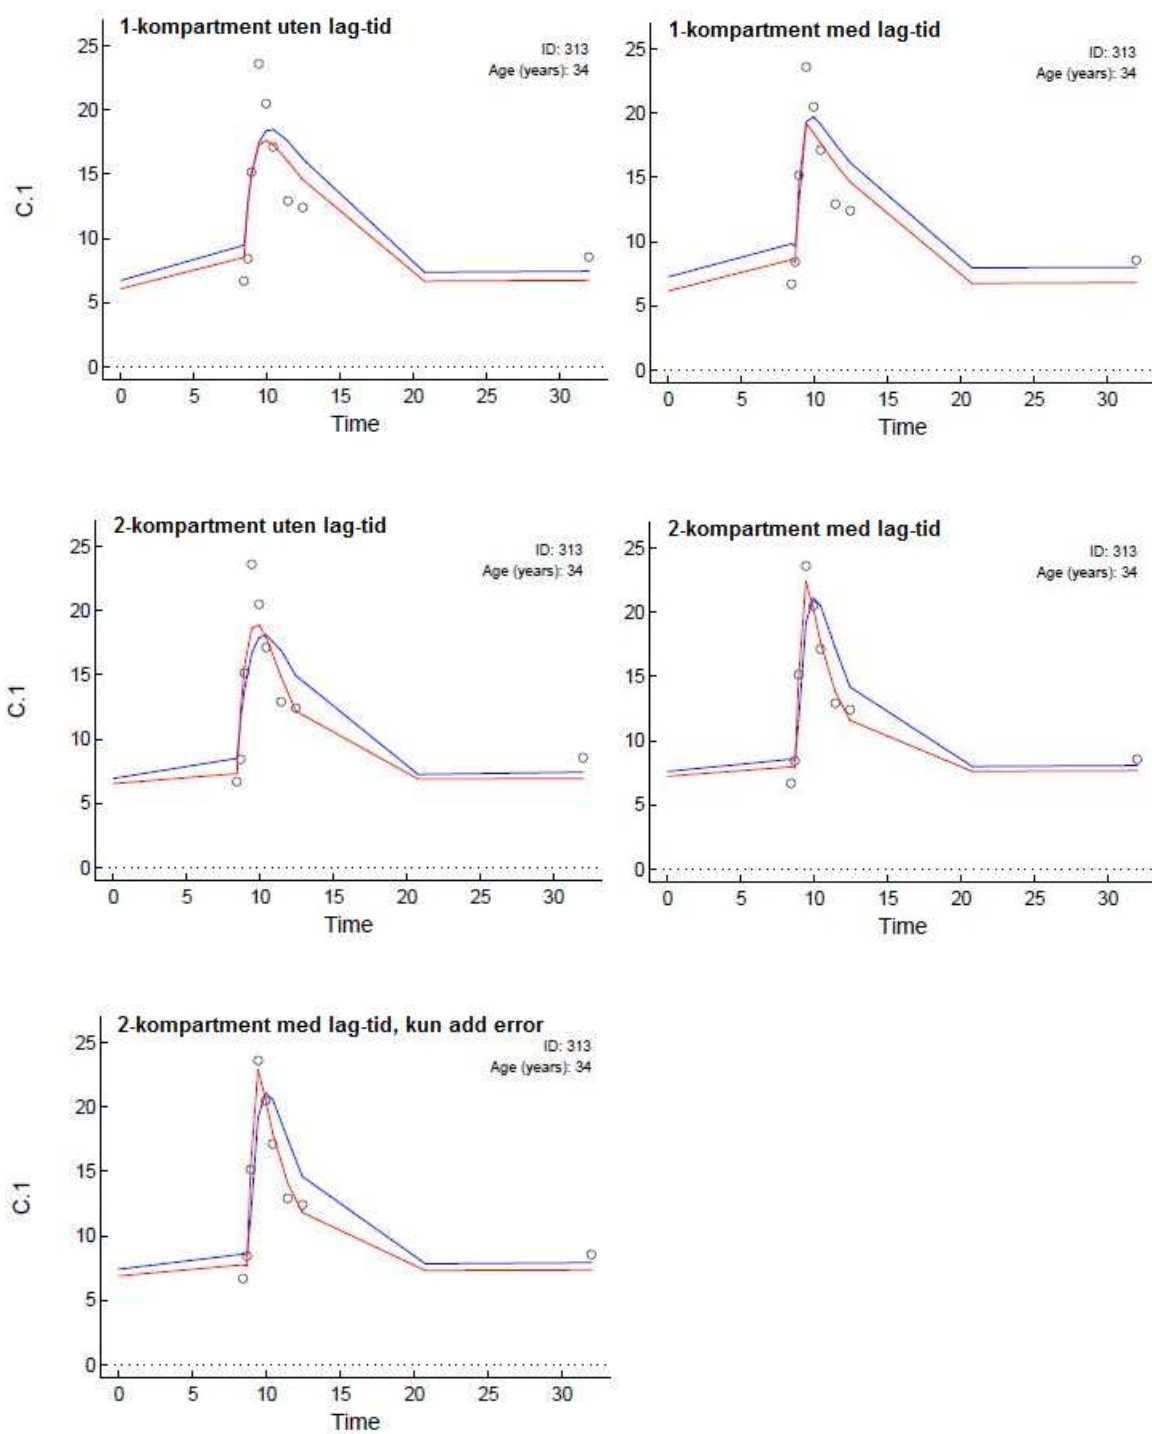 1-kompartment uten lag-tid
ID: 313
Age (years): 34
25
20
15
10
5
0
C.1
0 5 10 15 20 25 30
Time
1-kompartment med lag-tid
ID: 313
Age (years): 34
25
20
15
10
5
0
0 5 10 15 20 25 30
Time
2-kompartment uten lag-tid
ID: 313
Age (years): 34
25
20
15
10
5
0
C.1
0 5 10 15 20 25 30
Time
2-kompartment med lag-tid
ID: 313
Age (years): 34
25
20
15
10
5
0
0 5 10 15 20 25 30
Time
2-kompartment med lag-tid, kun add error
ID: 313
Age (years): 34
25
20
15
10
5
0
C.1
0 5 10 15 20 25 30
Time